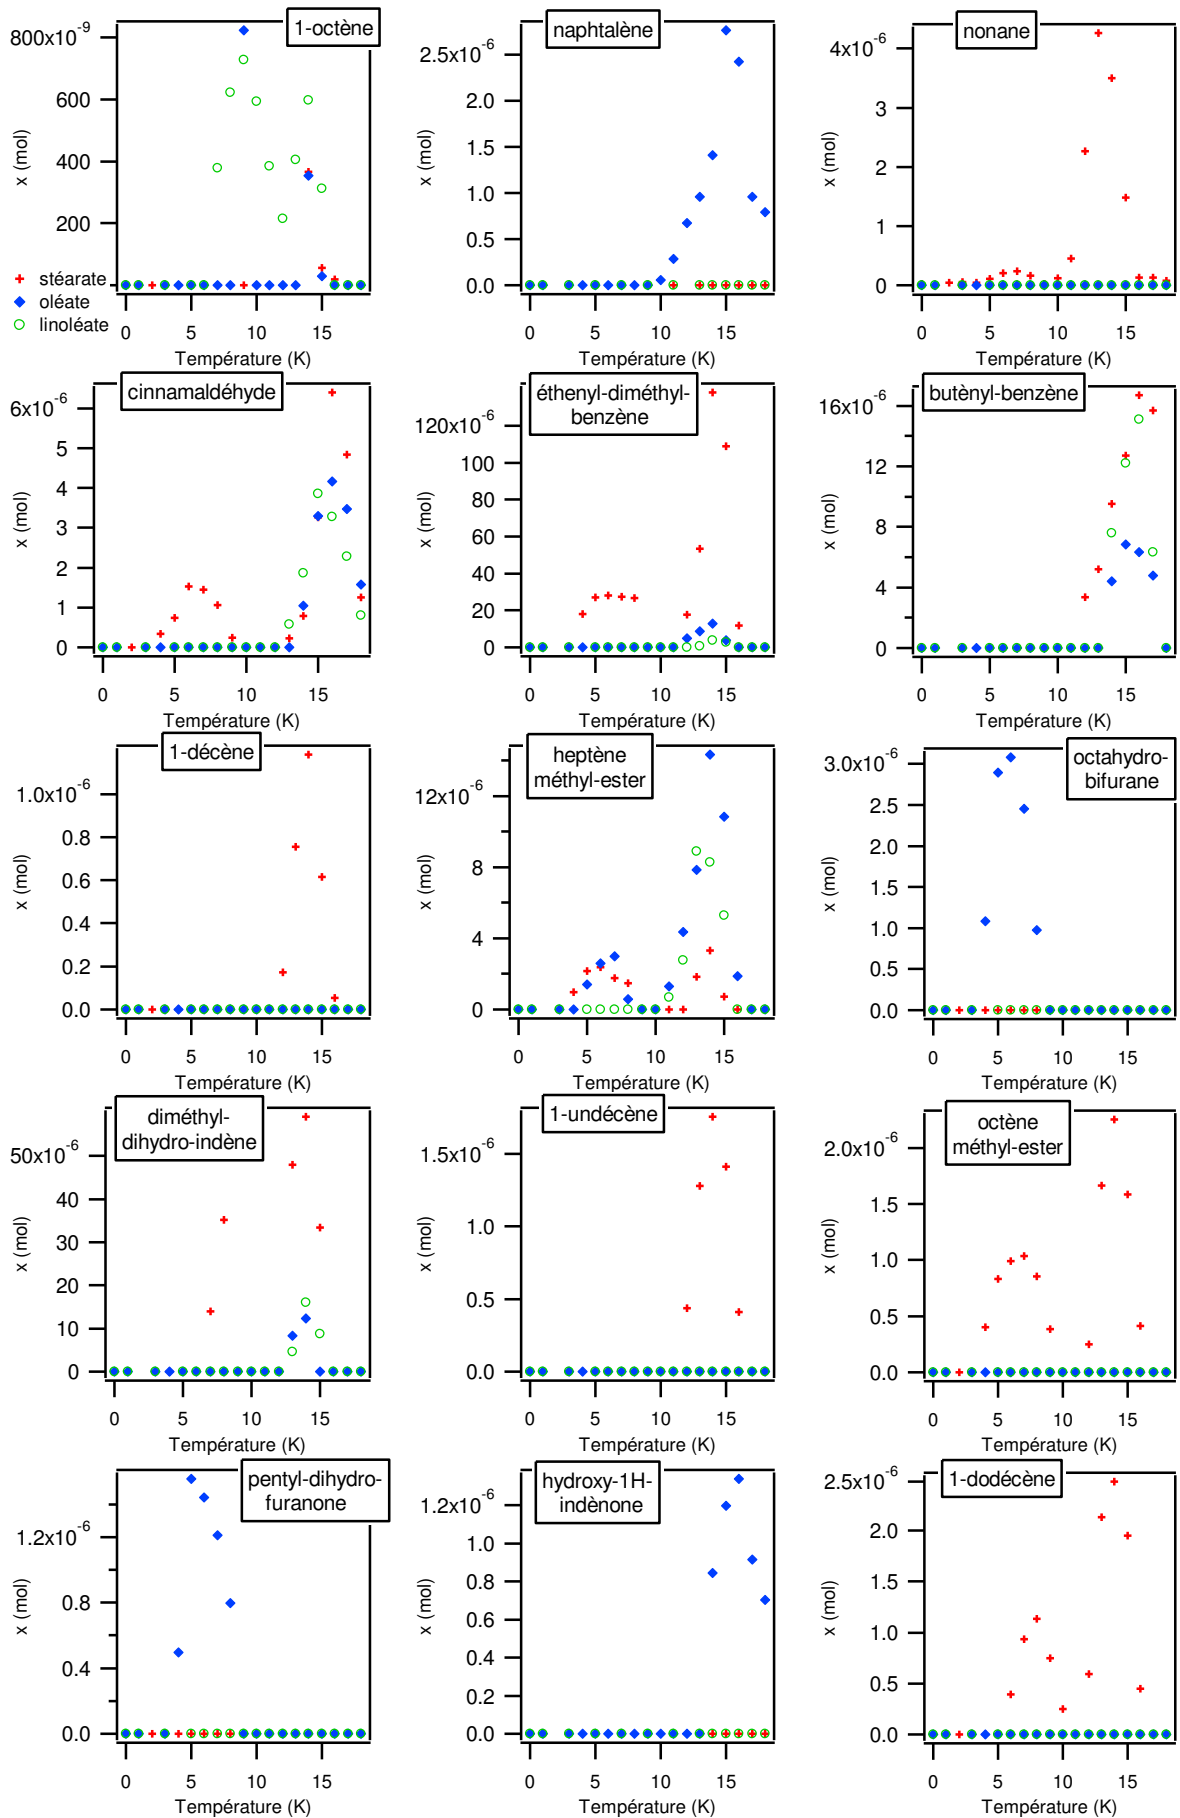 1-octène
800x10-9
600
400
200
x (mol)
0
5
10
15
Température (K)
stéarate
oléate
linoléate
naphtalène
2.5x10-6
2.0
1.5
1.0
0.5
0.0
x (mol)
0
5
10
15
Température (K)
nonane
4x10-6
3
2
1
0
x (mol)
0
5
10
15
Température (K)
cinnamaldéhyde
6x10-6
5
4
3
2
1
0
x (mol)
0
5
10
15
Température (K)
éthenyl-diméthyl-
benzène
120x10-6
100
80
60
40
20
0
x (mol)
0
5
10
15
Température (K)
butènyl-benzène
16x10-6
12
8
4
0
x (mol)
0
5
10
15
Température (K)
1-décène
1.0x10-6
0.8
0.6
0.4
0.2
0.0
x (mol)
0
5
10
15
Température (K)
heptène
méthyl-ester
12x10-6
8
4
0
x (mol)
0
5
10
15
Température (K)
octahydro-
bifurane
3.0x10-6
2.5
2.0
1.5
1.0
0.5
0.0
x (mol)
0
5
10
15
Température (K)
diméthyl-
dihydro-indène
50x10-6
40
30
20
10
0
x (mol)
0
5
10
15
Température (K)
1-undécène
1.5x10-6
1.0
0.5
0.0
x (mol)
0
5
10
15
Température (K)
octène
méthyl-ester
2.0x10-6
1.5
1.0
0.5
0.0
x (mol)
0
5
10
15
Température (K)
pentyl-dihydro-
furanone
1.2x10-6
0.8
0.4
0.0
x (mol)
0
5
10
15
Température (K)
hydroxy-1H-
indènone
1.2x10-6
1.0
0.8
0.6
0.4
0.2
0.0
x (mol)
0
5
10
15
Température (K)
1-dodécène
2.5x10-6
2.0
1.5
1.0
0.5
0.0
x (mol)
0
5
10
15
Température (K)